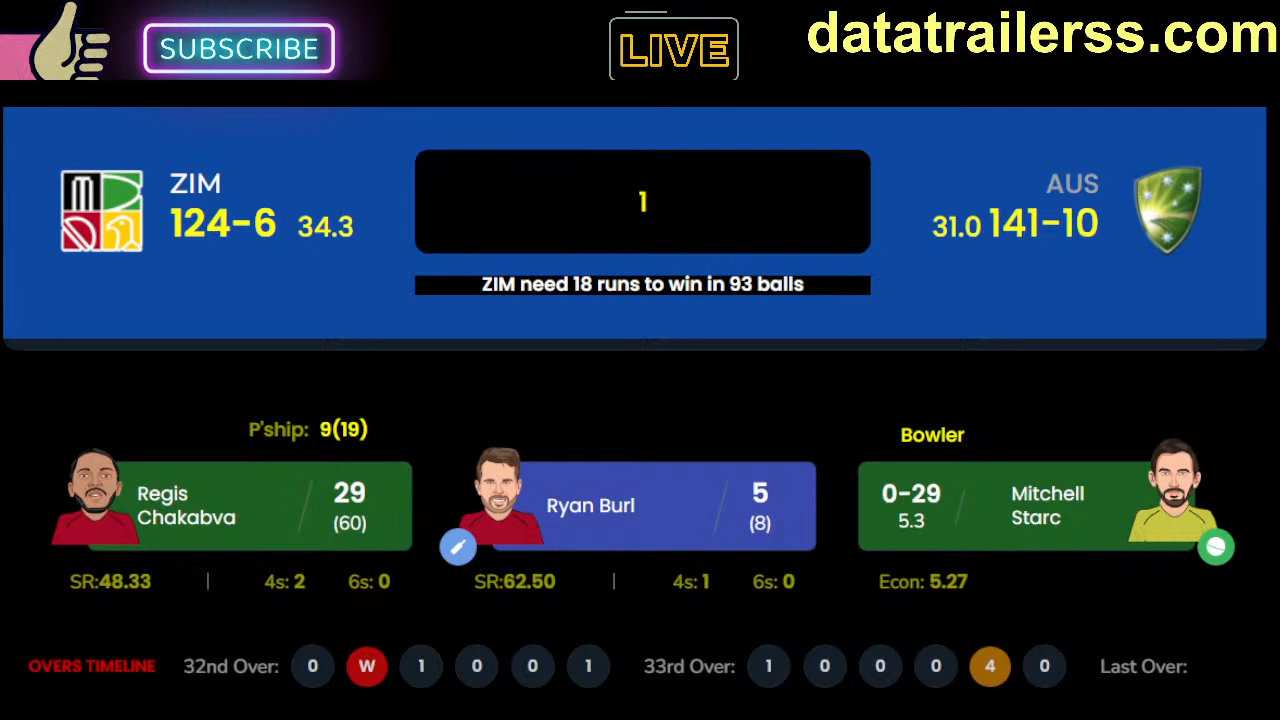 SUBSCRIBE
LIVE
datatrailerss.com
ZIM
124-6 34.3
1
ZIM need 18 runs to win in 93 balls
AUS
31.0 141-10
P'ship: 9(19)
Regis
Chakabva
29
(60)
SR:48.33 | 4s: 2 6s: 0
Ryan Burl
5
(8)
SR:62.50 | 4s: 1 6s: 0
Bowler
0-29
5.3
Mitchell
Starc
Econ: 5.27
OVERS TIMELINE 32nd Over: 0 W 1 0 0 1 33rd Over: 1 0 0 0 4 0 Last Over: